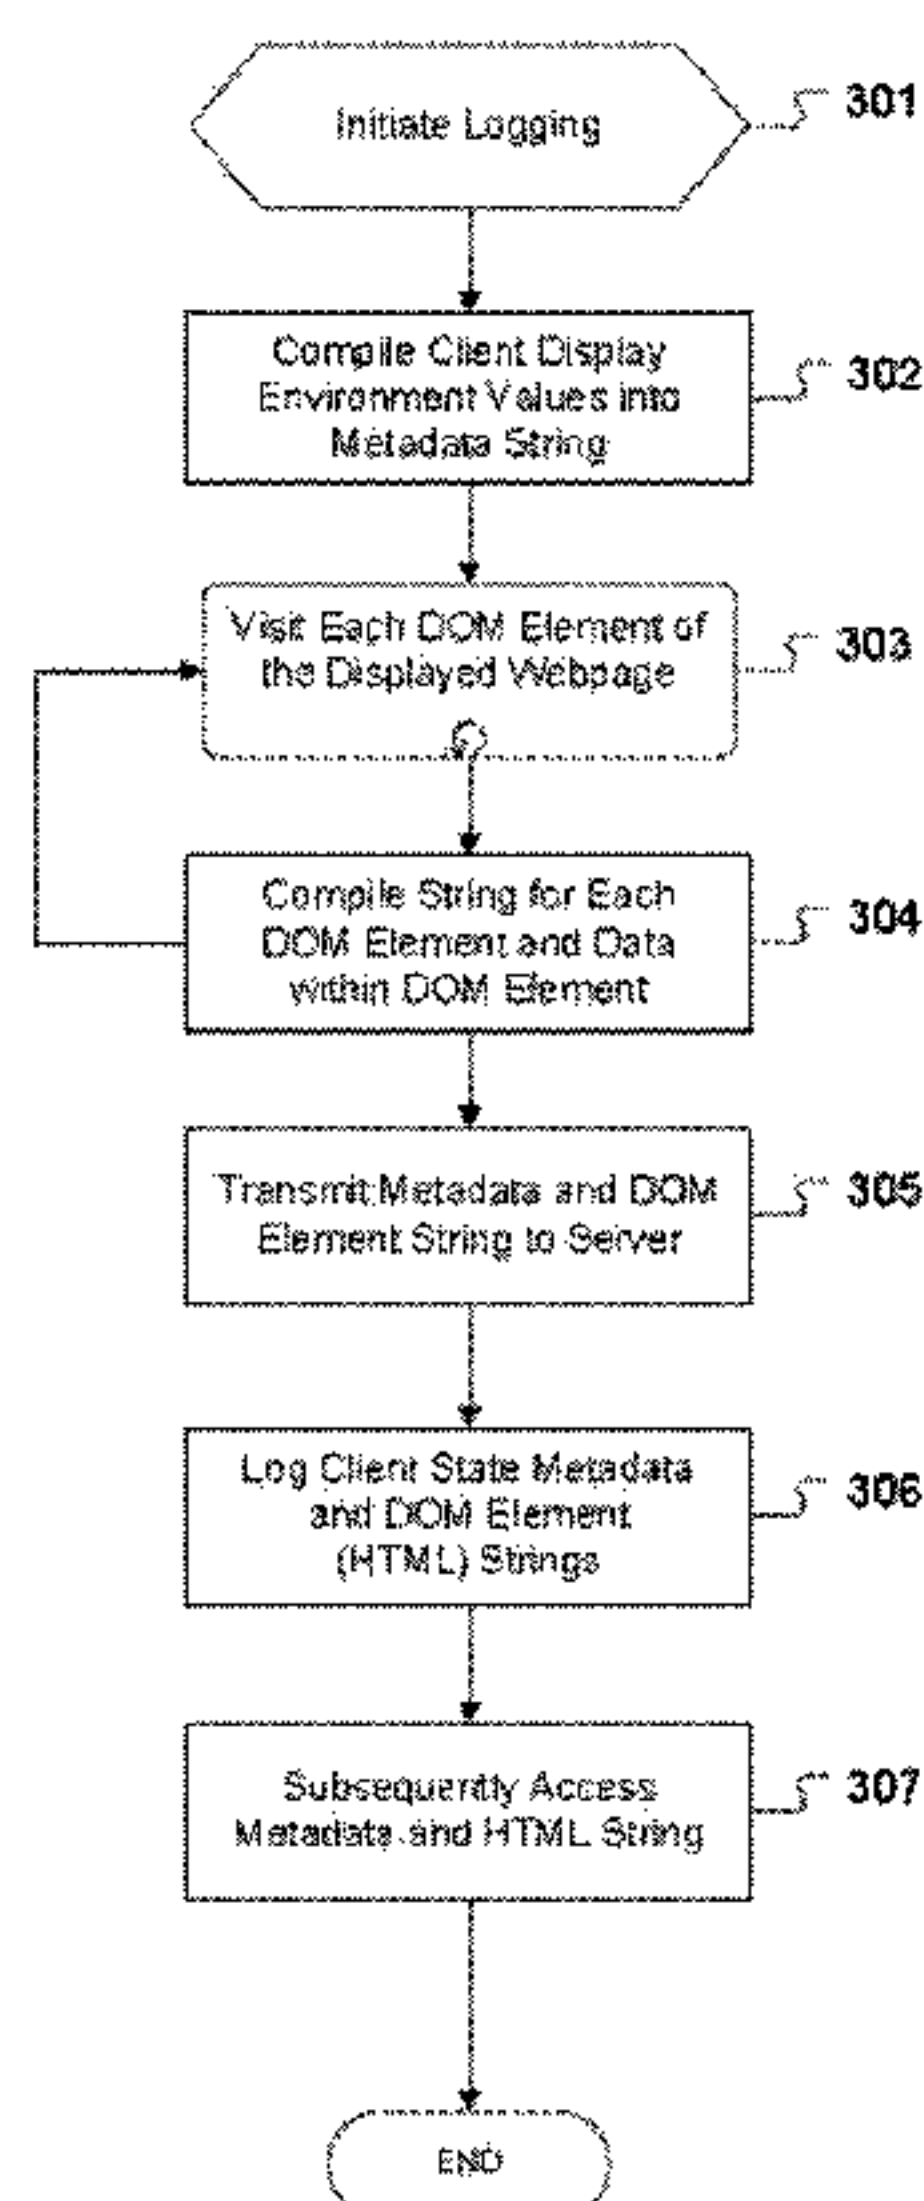 Initiate Logging
301
Compile Client Display
Environment Values into
Metadata String
302
Visit Each DOM Element of
the Displayed Webpage
303
Compile String for Each
DOM Element and Data
within DOM Element
304
Transmit Metadata and DOM
Element String to Server
305
Log Client State Metadata
and DOM Element
(HTML) Strings
306
Subsequently Access
Metadata and HTML String
307
END